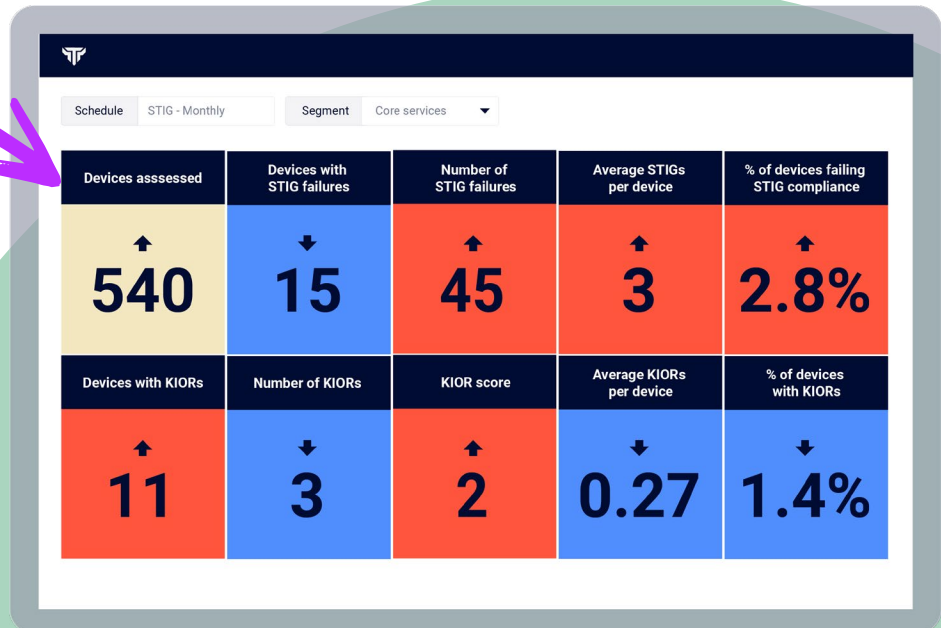 Schedule STIG - Monthly Segment Core services
Devices asssessed
Devices with
STIG failures
Number of
STIG failures
Average STIGs
per device
% of devices failing
STIG compliance
540
15
45
3
2.8%
Devices with KIORs
Number of KIORs
KIOR score
Average KIORs
per device
% of devices
with KIORs
11
3
2
0.27
1.4%